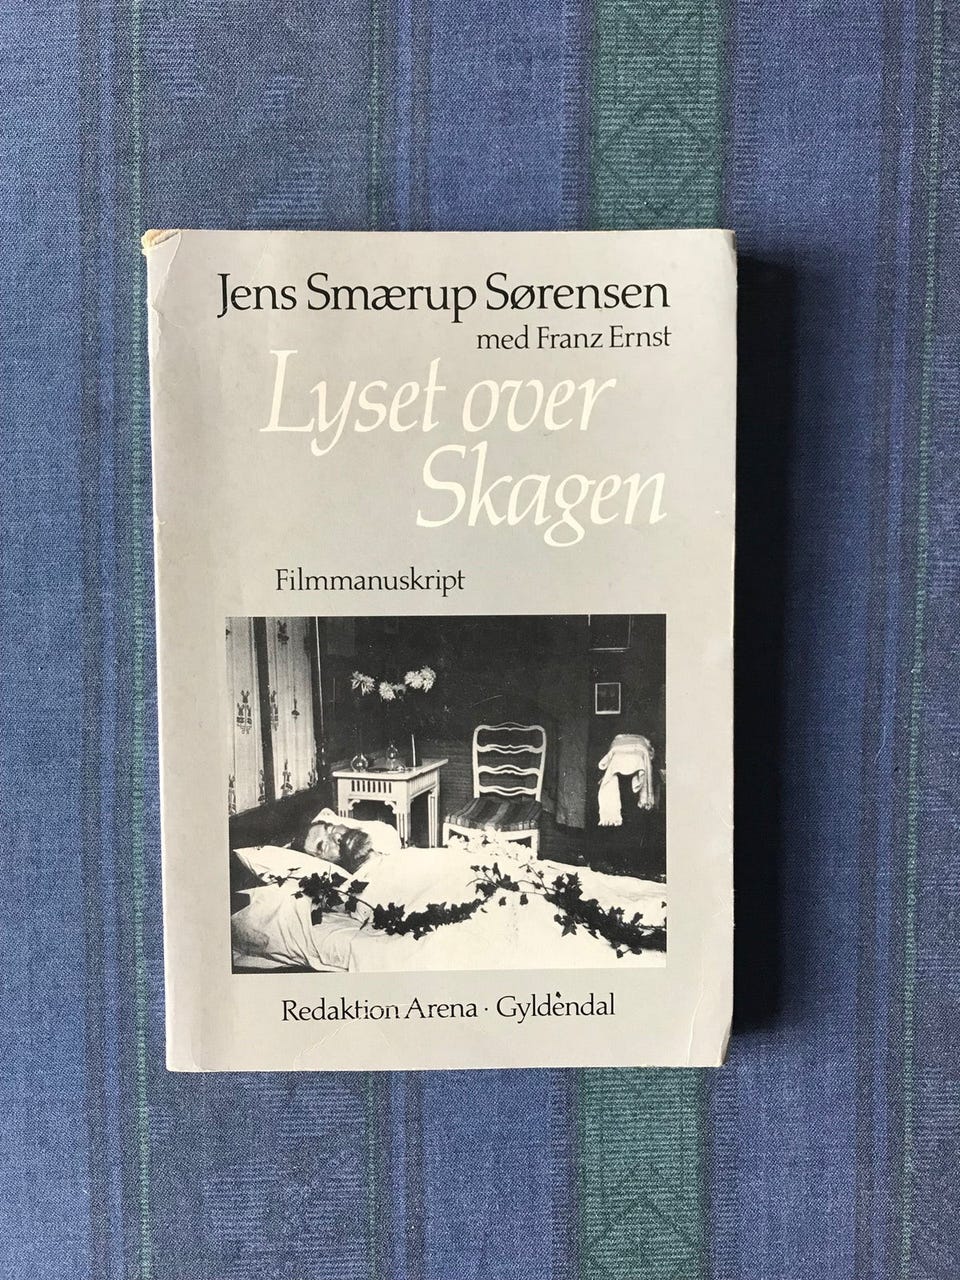 Jens Smærup Sørensen
med Franz Ernst
Lyset over
Skagen
Filmmanuskript
Redaktion Arena · Gyldendal